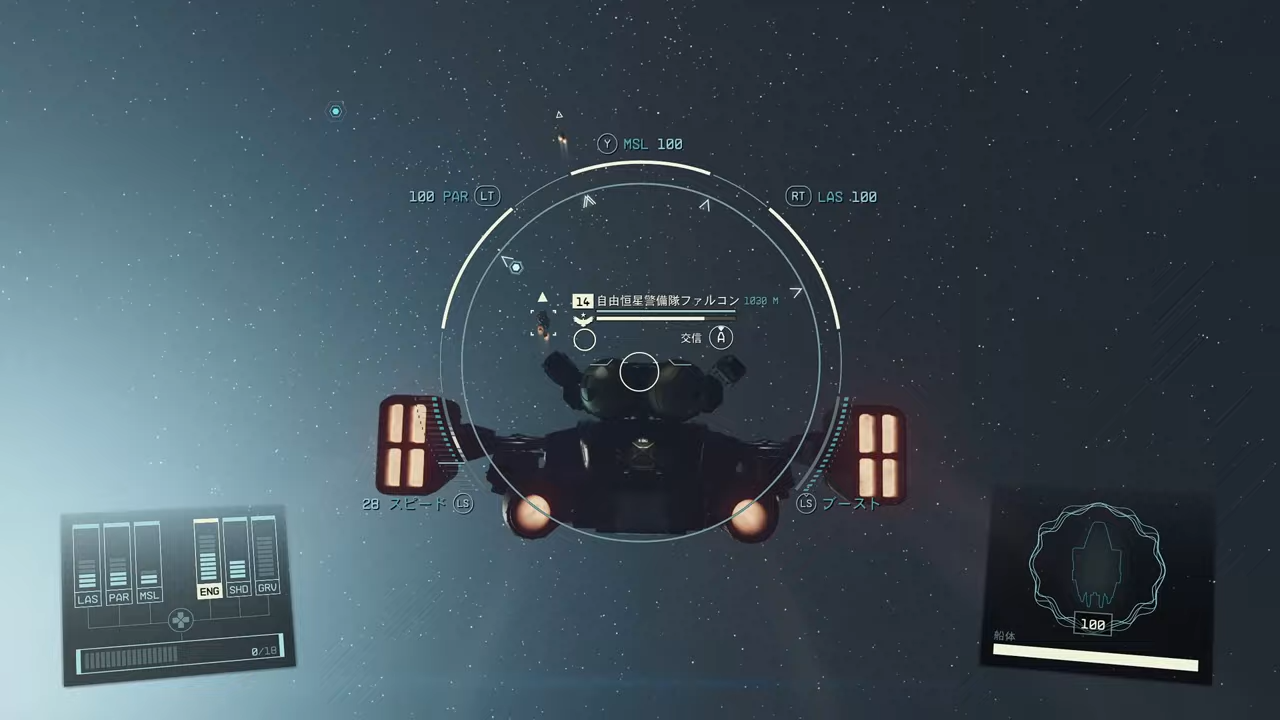 Y MSL 100
100 PAR LT
RT LAS 100
14 自由恒星警備隊ファルコン 1030 M
交信 A
28 スピード LS
LS ブースト
LAS PAR MSL ENG SHD GRV
0/18
100
船体